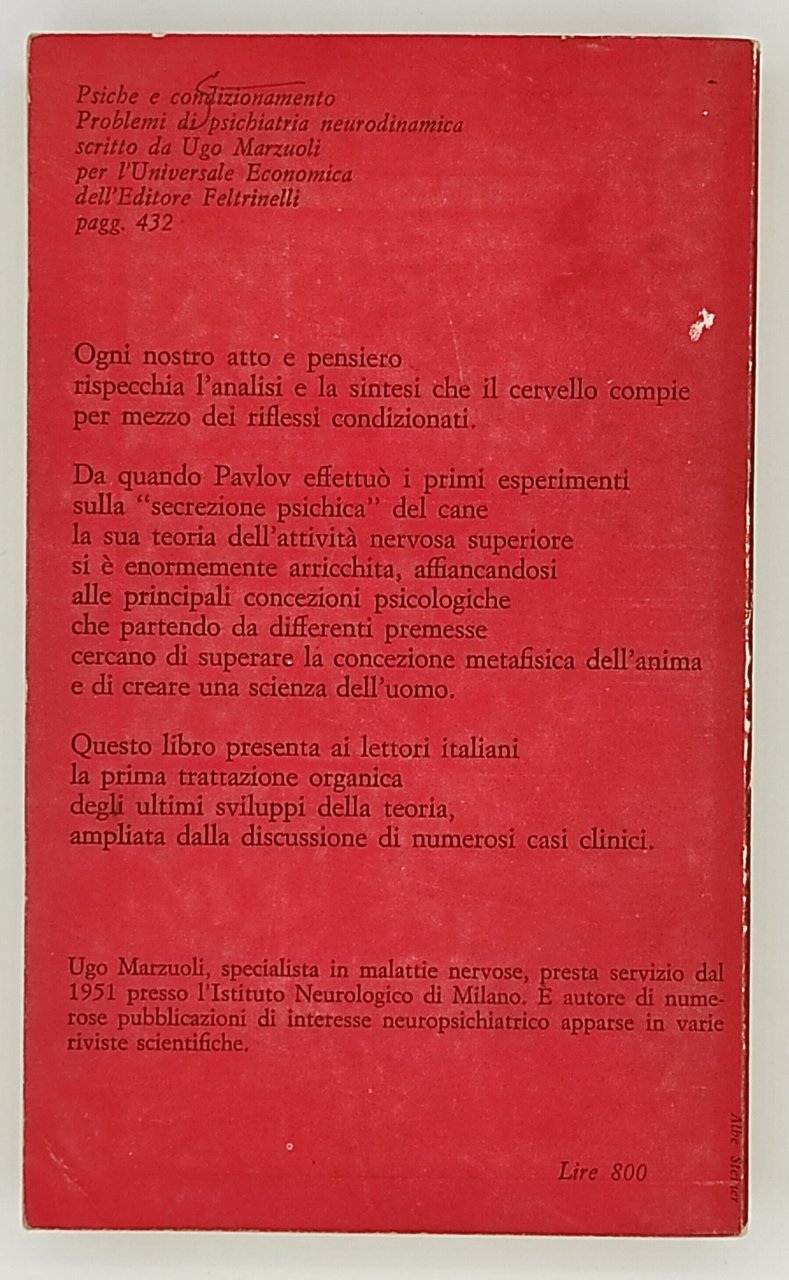 Psiche e condizionamento
Problemi di psichiatria neurodinamica
scritto da Ugo Marzuoli
per l'Universale Economica
dell'Editore Feltrinelli
pagg. 432
Ogni nostro atto e pensiero
rispecchia l'analisi e la sintesi che il cervello compie
per mezzo dei riflessi condizionati.
Da quando Pavlov effettuò i primi esperimenti
sulla “secrezione psichica” del cane
la sua teoria dell'attività nervosa superiore
si è enormemente arricchita, affiancandosi
alle principali concezioni psicologiche
che partendo da differenti premesse
cercano di superare la concezione metafisica dell'anima
e di creare una scienza dell'uomo.
Questo libro presenta ai lettori italiani
la prima trattazione organica
degli ultimi sviluppi della teoria,
ampliata dalla discussione di numerosi casi clinici.
Ugo Marzuoli, specialista in malattie nervose, presta servizio dal
1951 presso l'Istituto Neurologico di Milano. È autore di nume-
rose pubblicazioni di interesse neuropsichiatrico apparse in varie
riviste scientifiche.
Lire 800
Albe Steiner